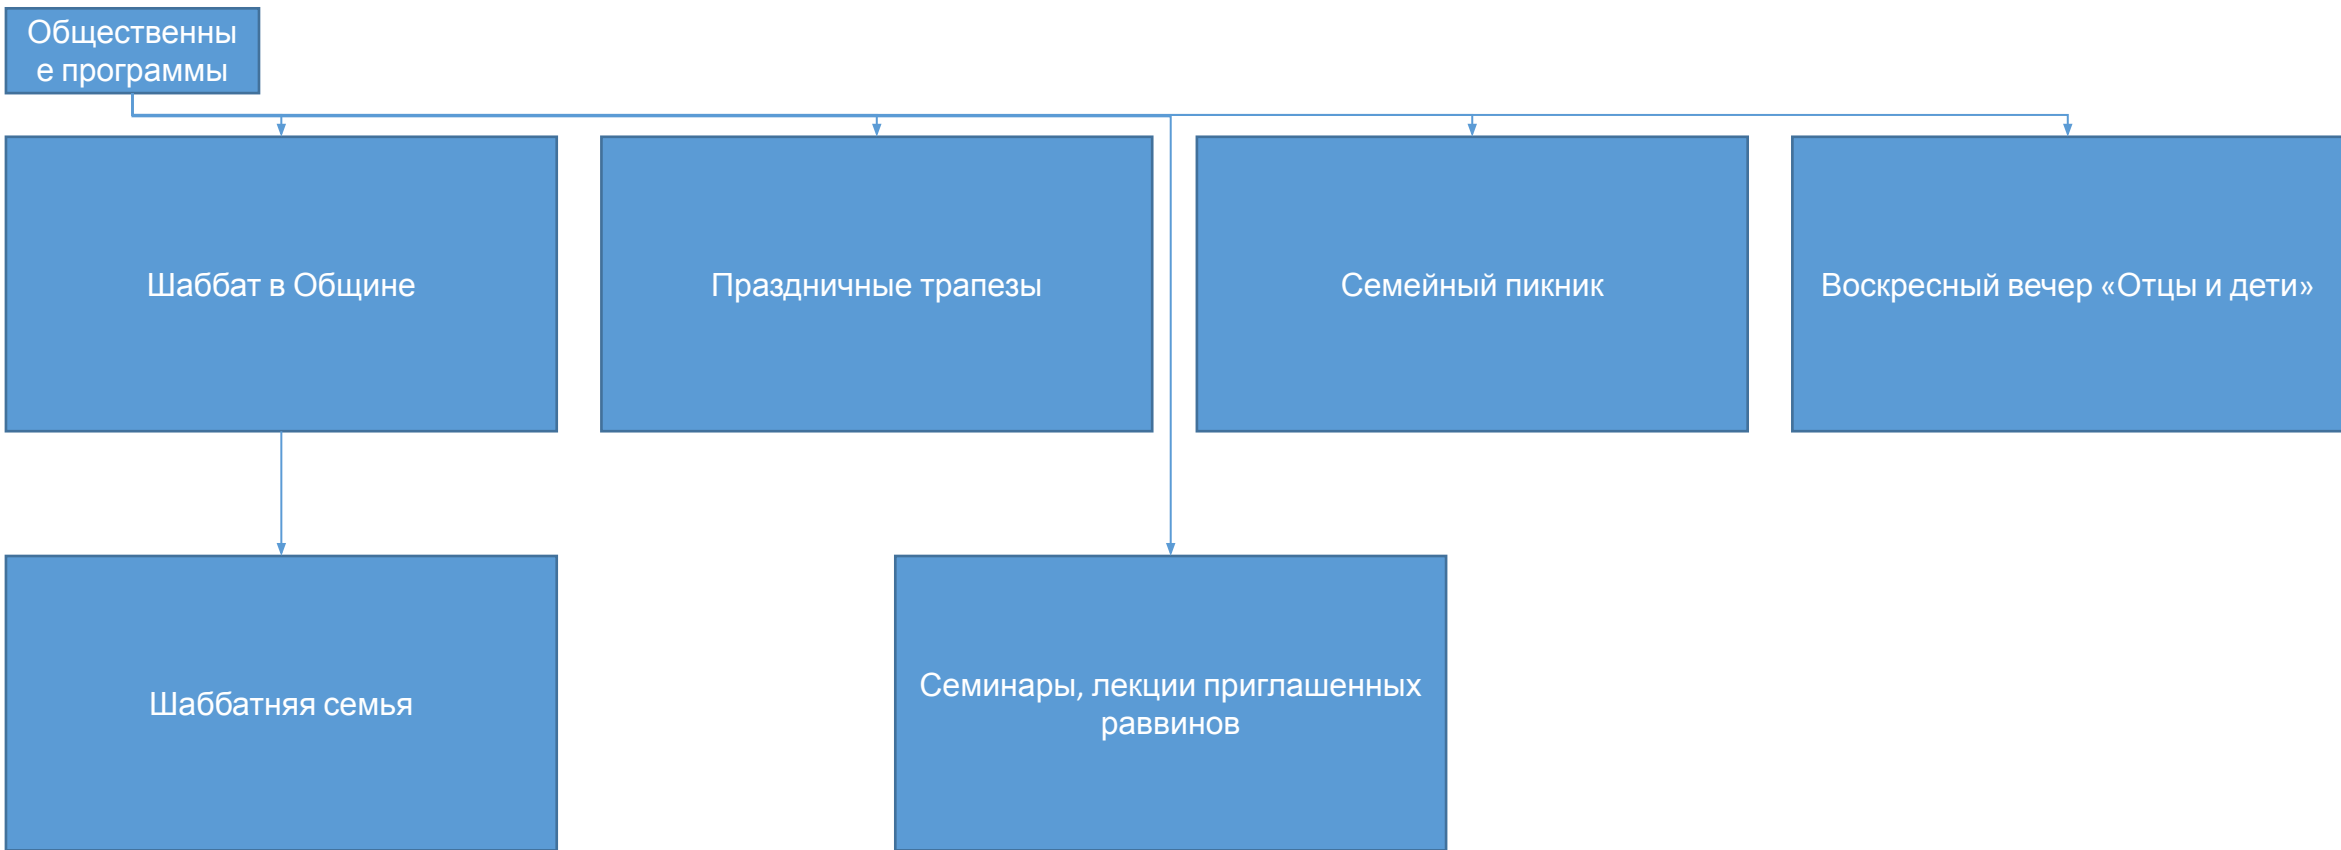 Общественны
е программы
Шаббат в Общине
Праздничные трапезы
Семейный пикник
Воскресный вечер «Отцы и дети»
Шаббатняя семья
Семинары, лекции приглашенных
раввинов